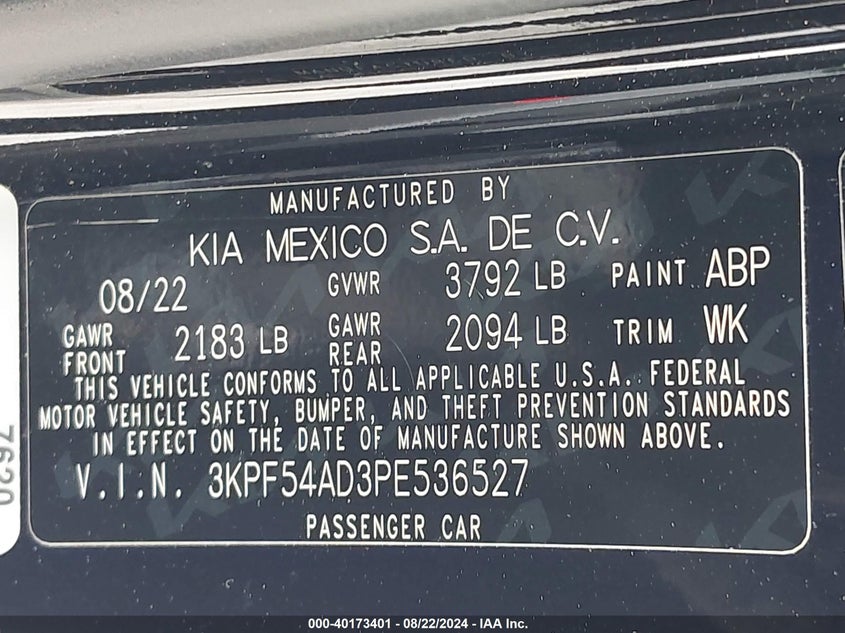 MANUFACTURED BY
KIA MEXICO S.A. DE C.V.
08/22 GVWR 3792 LB PAINT ABP
GAWR FRONT 2183 LB GAWR REAR 2094 LB TRIM WK
THIS VEHICLE CONFORMS TO ALL APPLICABLE U.S.A. FEDERAL
MOTOR VEHICLE SAFETY, BUMPER, AND THEFT PREVENTION STANDARDS
IN EFFECT ON THE DATE OF MANUFACTURE SHOWN ABOVE.
V.I.N. 3KPF54AD3PE536527
PASSENGER CAR
7620
000-40173401 - 08/22/2024 - IAA Inc.